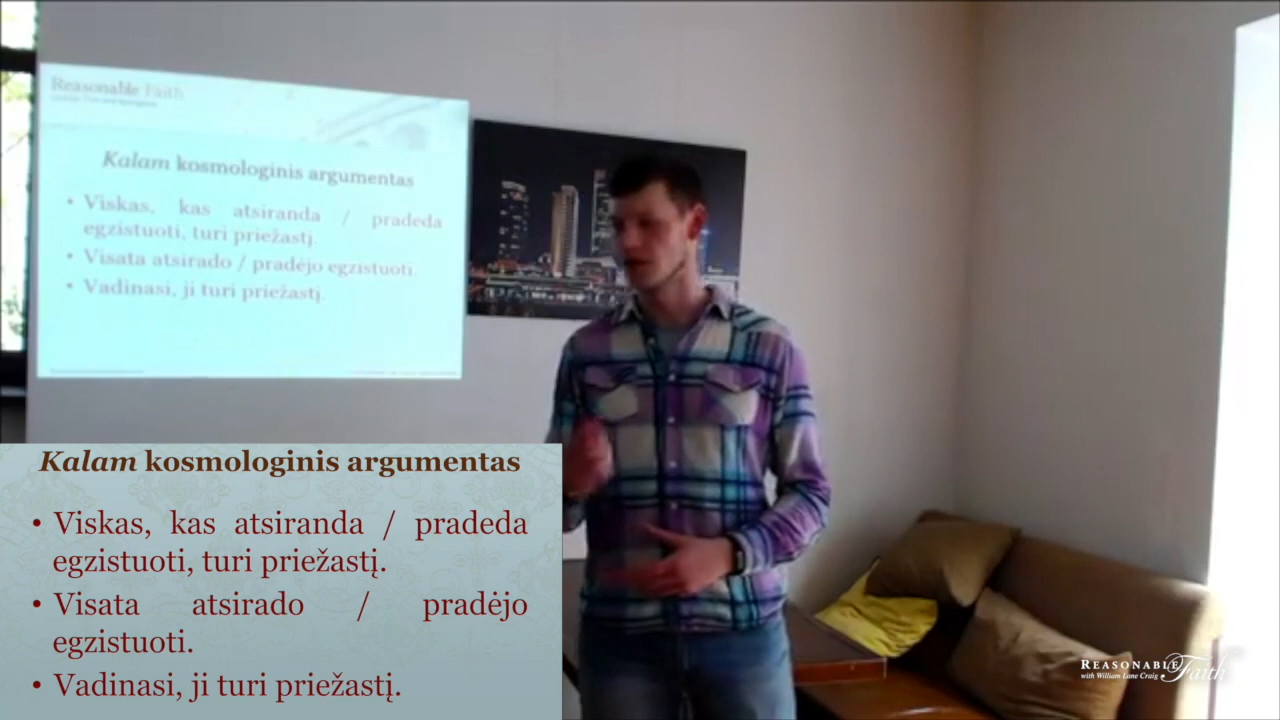 Reasonable Faith
Kalam kosmologinis argumentas
• Viskas, kas atsiranda / pradeda
egzistuoti, turi priežastį.
• Visata atsirado / pradėjo egzistuoti.
• Vadinasi, ji turi priežastį.
Kalam kosmologinis argumentas
• Viskas, kas atsiranda / pradeda
egzistuoti, turi priežastį.
• Visata atsirado / pradėjo
egzistuoti.
• Vadinasi, ji turi priežastį.
REASONABLE Faith
with William Lane Craig